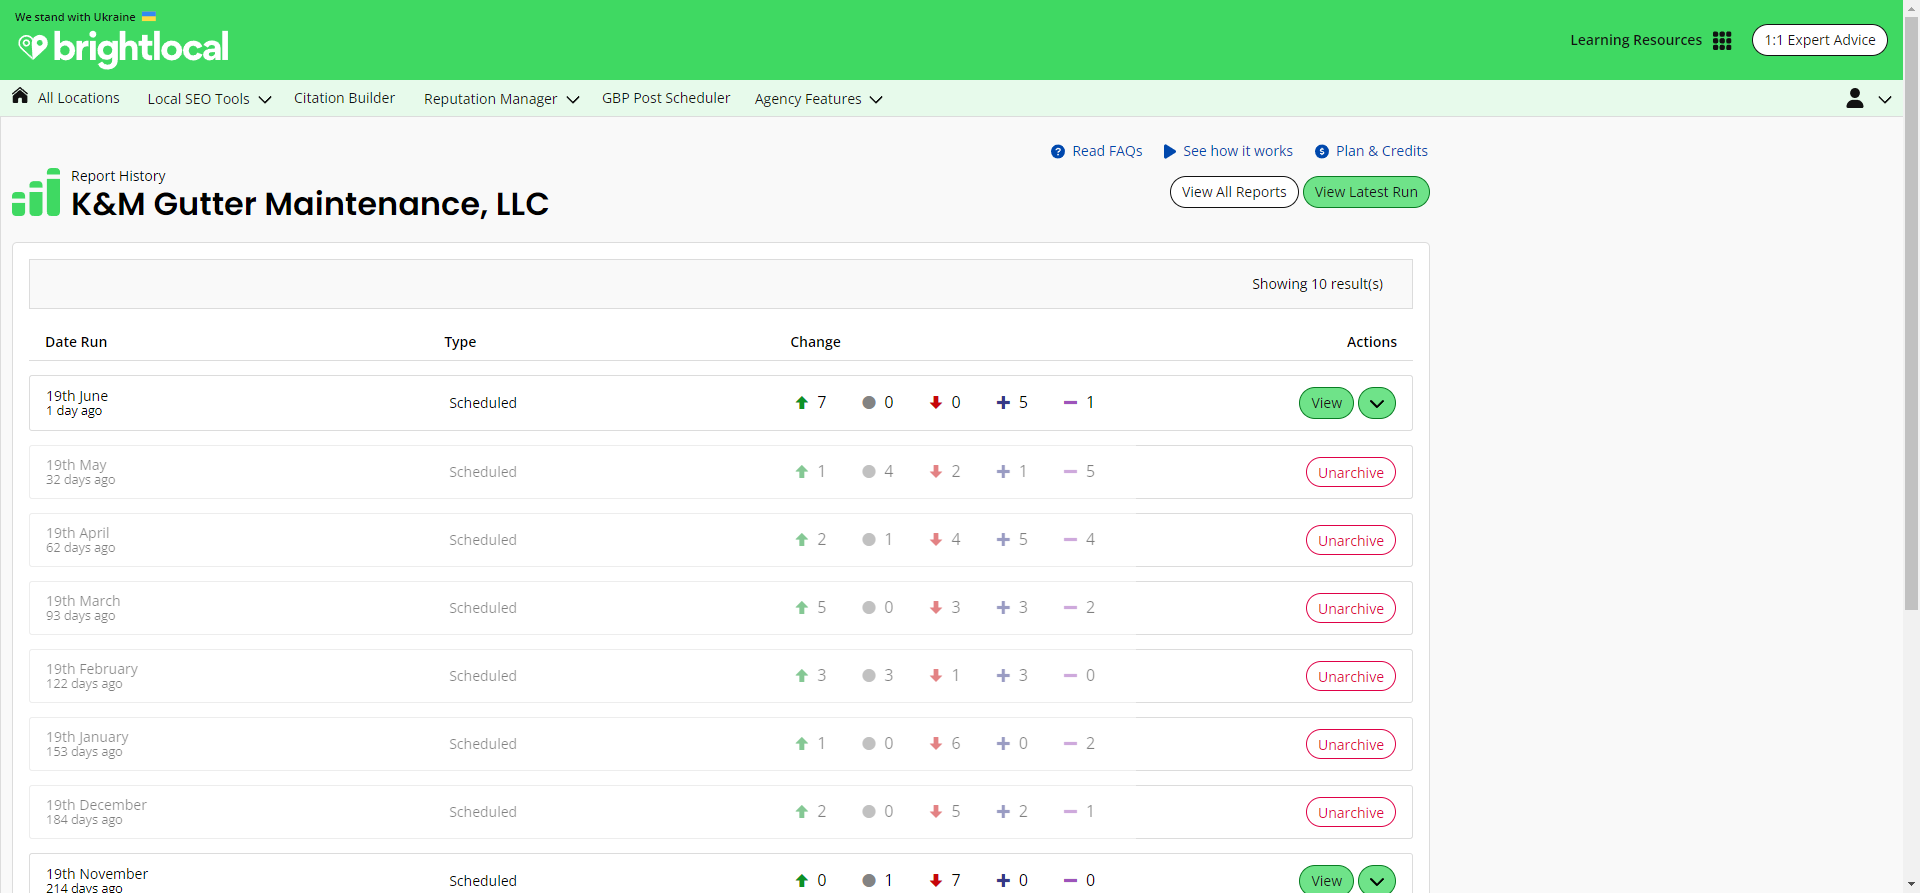 We stand with Ukraine
brightlocal
Learning Resources
1:1 Expert Advice
All Locations
Local SEO Tools
Citation Builder
Reputation Manager
GBP Post Scheduler
Agency Features
Read FAQs
See how it works
Plan & Credits
Report History
K&M Gutter Maintenance, LLC
View All Reports
View Latest Run
Showing 10 result(s)
Date Run Type Change Actions
19th June
1 day ago
Scheduled 7 0 0 5 1 View
19th May
32 days ago
Scheduled 1 4 2 1 5 Unarchive
19th April
62 days ago
Scheduled 2 1 4 5 4 Unarchive
19th March
93 days ago
Scheduled 5 0 3 3 2 Unarchive
19th February
122 days ago
Scheduled 3 3 1 3 0 Unarchive
19th January
153 days ago
Scheduled 1 0 6 0 2 Unarchive
19th December
184 days ago
Scheduled 2 0 5 2 1 Unarchive
19th November
214 days ago
Scheduled 0 1 7 0 0 View